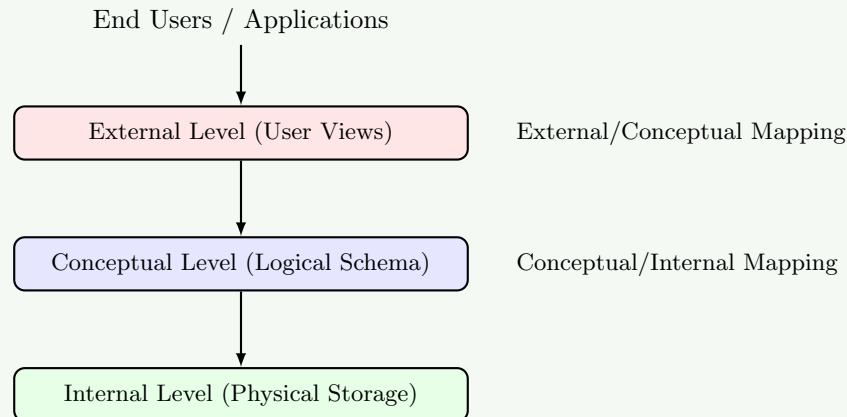 End Users / Applications
External Level (User Views)
External/Conceptual Mapping
Conceptual Level (Logical Schema)
Conceptual/Internal Mapping
Internal Level (Physical Storage)